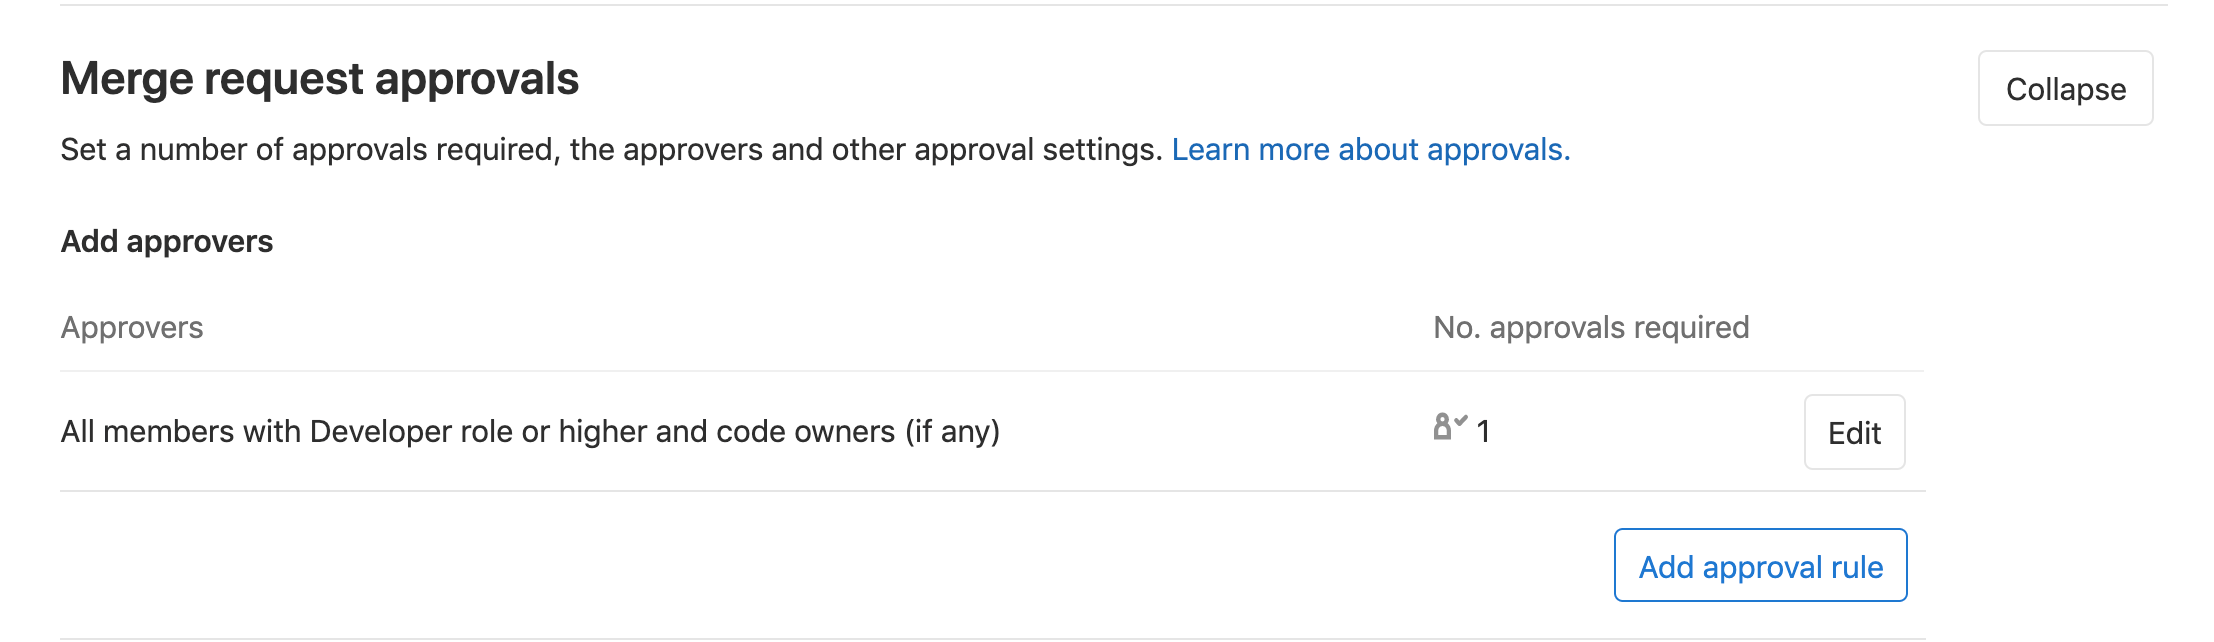 Merge request approvals
Collapse
Set a number of approvals required, the approvers and other approval settings. Learn more about approvals.
Add approvers
Approvers No. approvals required
All members with Developer role or higher and code owners (if any) 1 Edit
Add approval rule